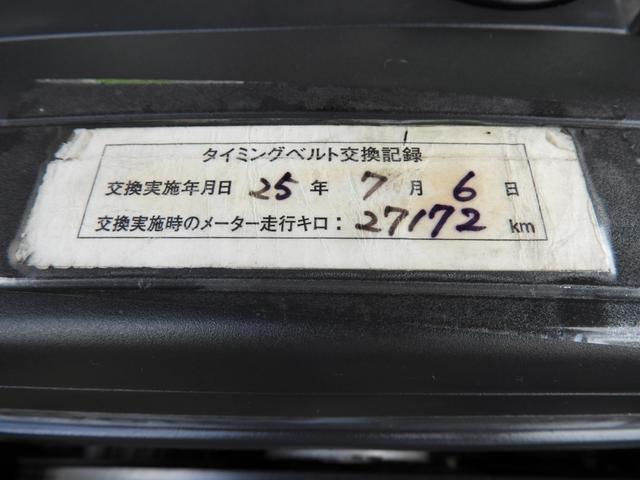 タイミングベルト交換記録
交換実施年月日 25 年 7 月 6 日
交換実施時のメーター走行キロ: 27172 km